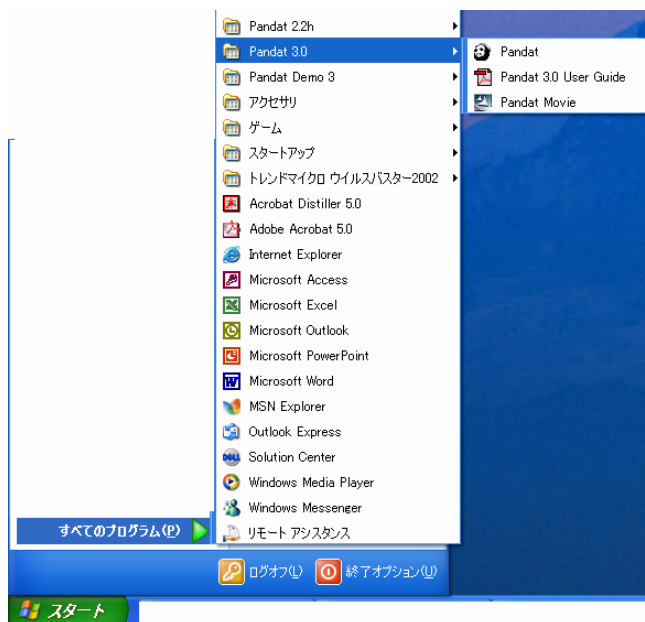 Pandat 2.2h
Pandat 3.0
Pandat
Pandat 3.0 User Guide
Pandat Movie
Pandat Demo 3
アクセサリ
ゲーム
スタートアップ
トレンドマイクロ ウイルスバスター2002
Acrobat Distiller 5.0
Adobe Acrobat 5.0
Internet Explorer
Microsoft Access
Microsoft Excel
Microsoft Outlook
Microsoft PowerPoint
Microsoft Word
MSN Explorer
Outlook Express
Solution Center
Windows Media Player
Windows Messenger
リモート アシスタンス
すべてのプログラム(P)
ログオフ(L)
終了オプション(U)
スタート